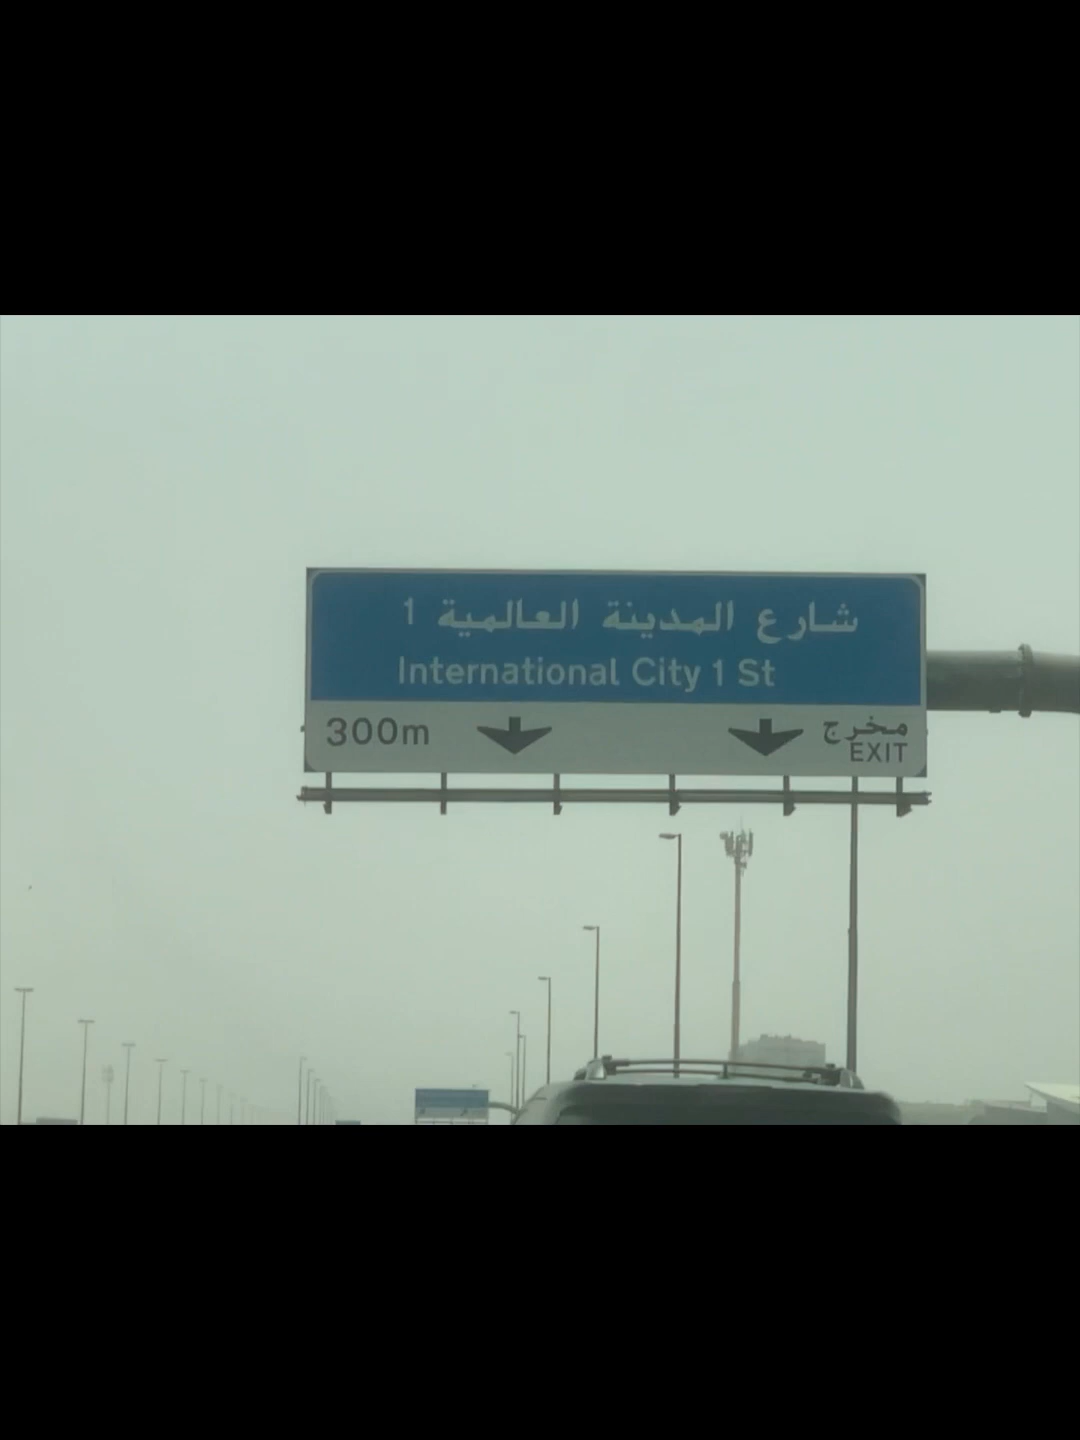 شارع المدينة العالمية 1
International City 1 St
300m
مخرج
EXIT